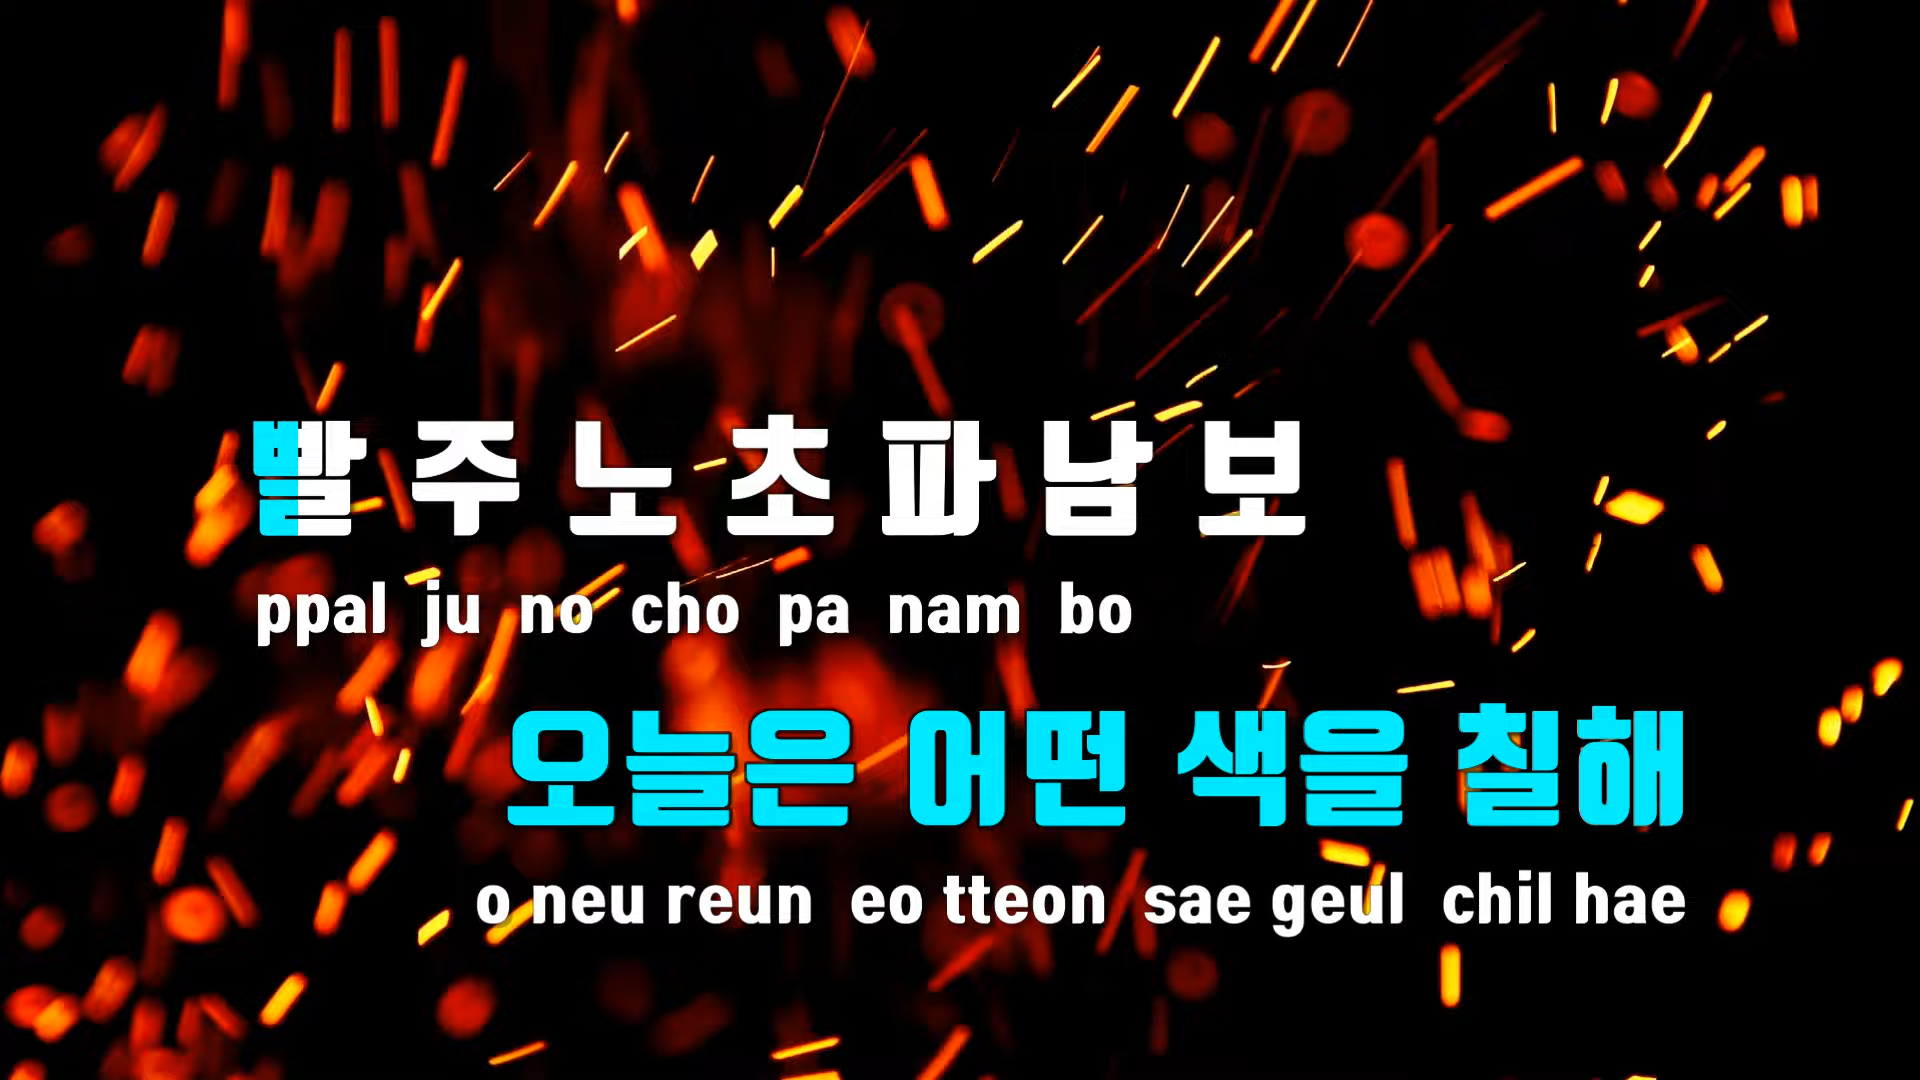 빨 주 노 초 파 남 보
ppal ju no cho pa nam bo
오늘은 어떤 색을 칠해
o neu reun eo tteon sae geul chil hae